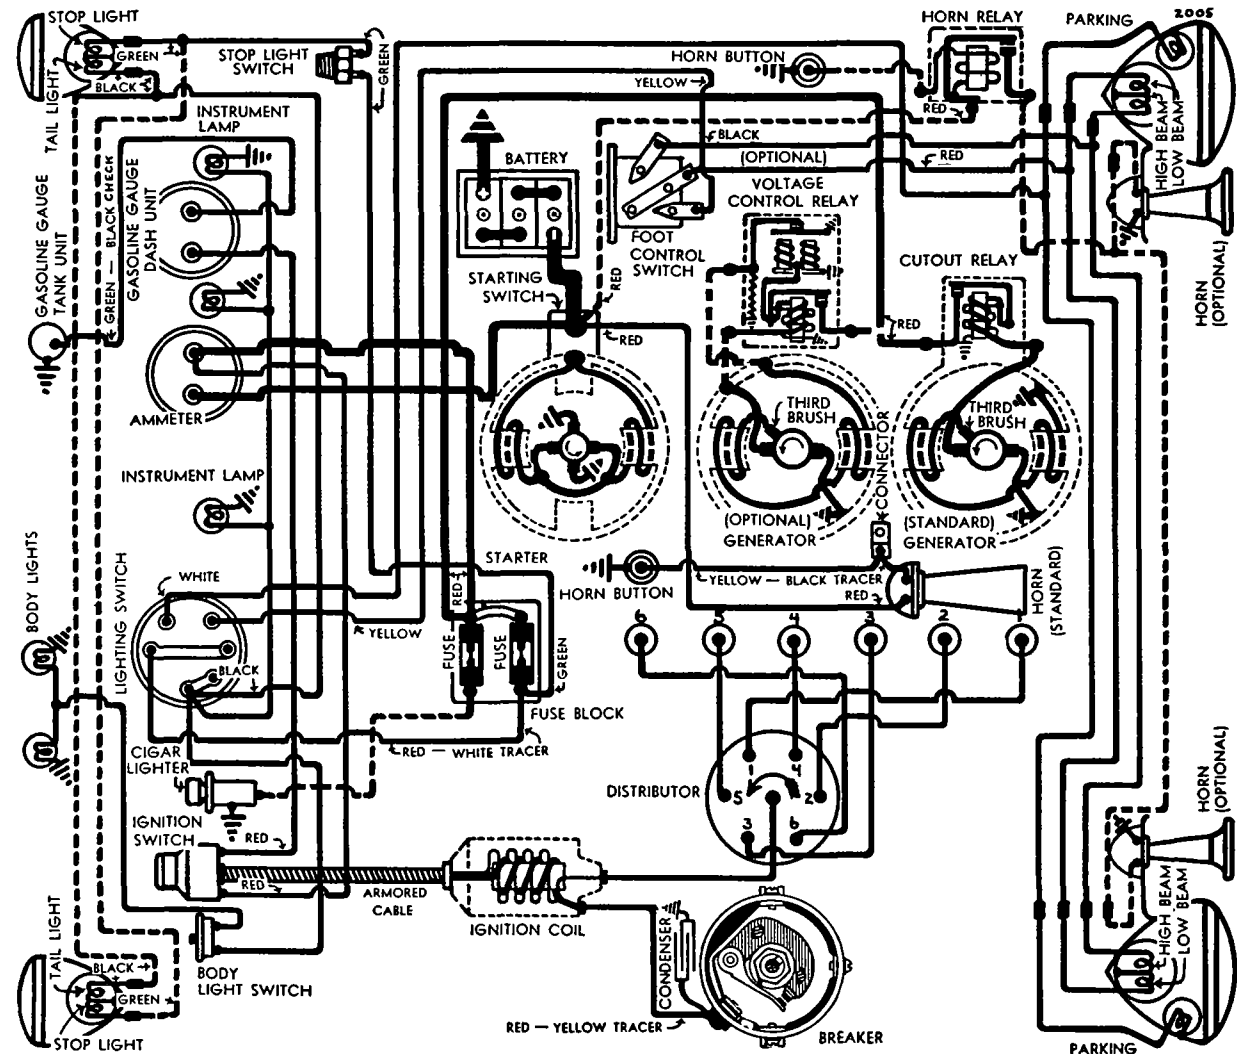 STOP LIGHT
GREEN
BLACK
TAIL LIGHT
STOP LIGHT
SWITCH
GREEN
HORN BUTTON
YELLOW
HORN RELAY
RED
PARKING
2005
HIGH BEAM
LOW BEAM
INSTRUMENT
LAMP
BATTERY
BLACK
(OPTIONAL)
RED
VOLTAGE
CONTROL RELAY
FOOT
CONTROL
SWITCH
GASOLINE GAUGE
TANK UNIT
GREEN — BLACK CHECK
GASOLINE GAUGE
DASH UNIT
STARTING
SWITCH
RED
RED
CUTOUT RELAY
RED
HORN
(OPTIONAL)
AMMETER
THIRD
BRUSH
CONNECTOR
THIRD
BRUSH
INSTRUMENT LAMP
(OPTIONAL)
GENERATOR
(STANDARD)
GENERATOR
STARTER
BODY LIGHTS
LIGHTING SWITCH
WHITE
YELLOW
BLACK
RED
FUSE
FUSE
GREEN
FUSE BLOCK
HORN BUTTON
YELLOW — BLACK TRACER
RED
HORN
(STANDARD)
6
5
4
3
2
1
RED — WHITE TRACER
CIGAR
LIGHTER
DISTRIBUTOR
1
4
5
2
3
6
HORN
(OPTIONAL)
IGNITION
SWITCH
RED
RED
ARMORED
CABLE
IGNITION COIL
CONDENSER
HIGH BEAM
LOW BEAM
TAIL LIGHT
BLACK
GREEN
STOP LIGHT
BODY
LIGHT SWITCH
RED — YELLOW TRACER
BREAKER
PARKING